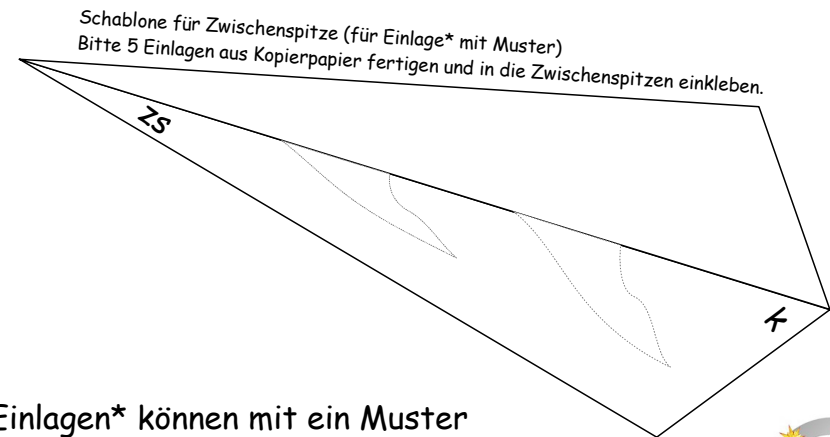 Schablone für Zwischenspitze (für Einlage* mit Muster)
Bitte 5 Einlagen aus Kopierpapier fertigen und in die Zwischenspitzen einkleben.
ZS
K
Einlagen* können mit ein Muster